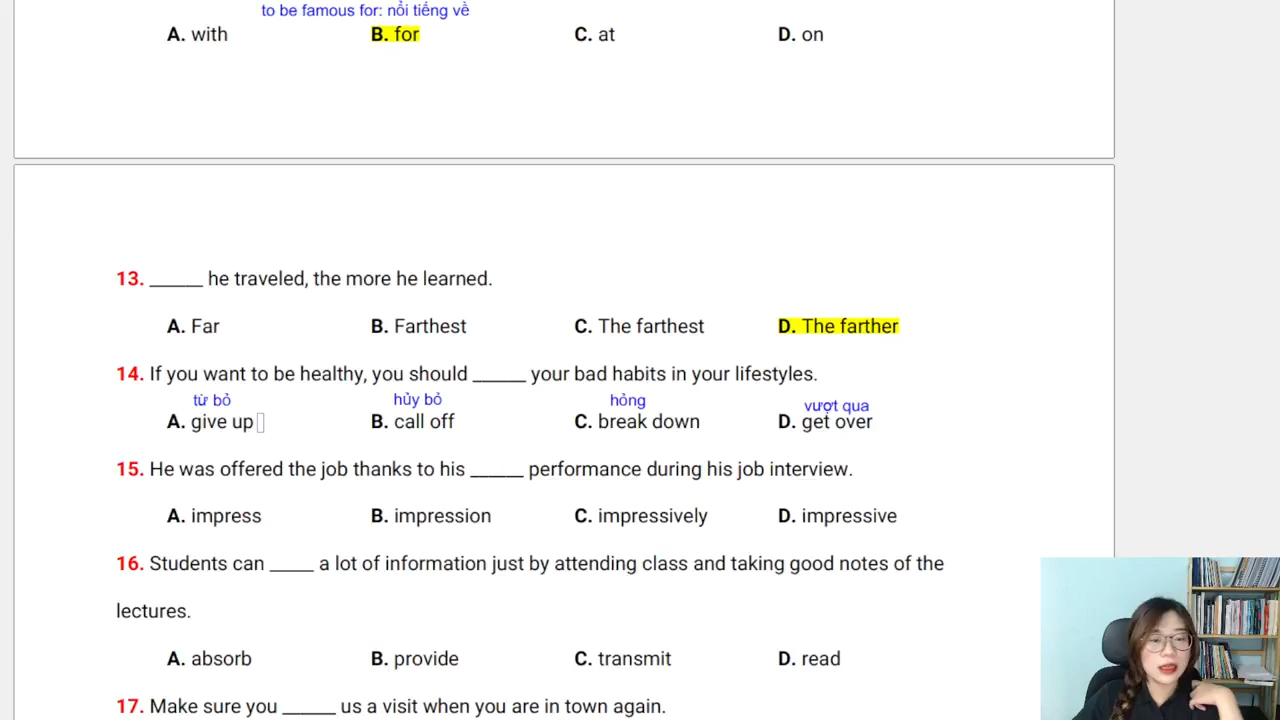 to be famous for: nổi tiếng về
A. with B. for C. at D. on
13. _____ he traveled, the more he learned.
A. Far B. Farthest C. The farthest D. The farther
14. If you want to be healthy, you should _____ your bad habits in your lifestyles.
từ bỏ hủy bỏ hỏng vượt qua
A. give up B. call off C. break down D. get over
15. He was offered the job thanks to his _____ performance during his job interview.
A. impress B. impression C. impressively D. impressive
16. Students can ____ a lot of information just by attending class and taking good notes of the
lectures.
A. absorb B. provide C. transmit D. read
17. Make sure you _____ us a visit when you are in town again.